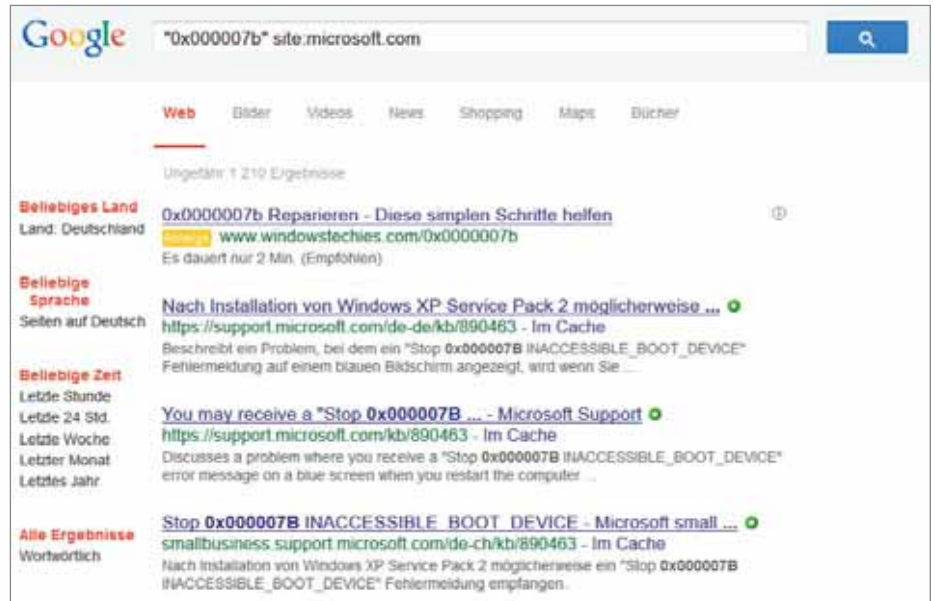 Google
"0x000007b" site:microsoft.com
Web Bilder Videos News Shopping Maps Bücher
Ungefähr 1 210 Ergebnisse
Beliebiges Land
Land: Deutschland
Beliebige
Sprache
Seiten auf Deutsch
Beliebige Zeit
Letzte Stunde
Letzte 24 Std.
Letzte Woche
Letzter Monat
Letztes Jahr
Alle Ergebnisse
Wortwörtlich
0x0000007b Reparieren - Diese simplen Schritte helfen
Anzeige www.windowstechies.com/0x0000007b
Es dauert nur 2 Min. (Empfohlen)
Nach Installation von Windows XP Service Pack 2 möglicherweise ...
https://support.microsoft.com/de-de/kb/890463 - Im Cache
Beschreibt ein Problem, bei dem ein "Stop 0x000007B INACCESSIBLE_BOOT_DEVICE"
Fehlermeldung auf einem blauen Bildschirm angezeigt, wird wenn Sie ...
You may receive a "Stop 0x000007B ... - Microsoft Support
https://support.microsoft.com/kb/890463 - Im Cache
Discusses a problem where you receive a "Stop 0x000007B INACCESSIBLE_BOOT_DEVICE"
error message on a blue screen when you restart the computer ...
Stop 0x000007B INACCESSIBLE_BOOT_DEVICE - Microsoft small ...
smallbusiness.support.microsoft.com/de-ch/kb/890463 - Im Cache
Nach Installation von Windows XP Service Pack 2 möglicherweise ein "Stop 0x000007B
INACCESSIBLE_BOOT_DEVICE" Fehlermeldung empfangen.